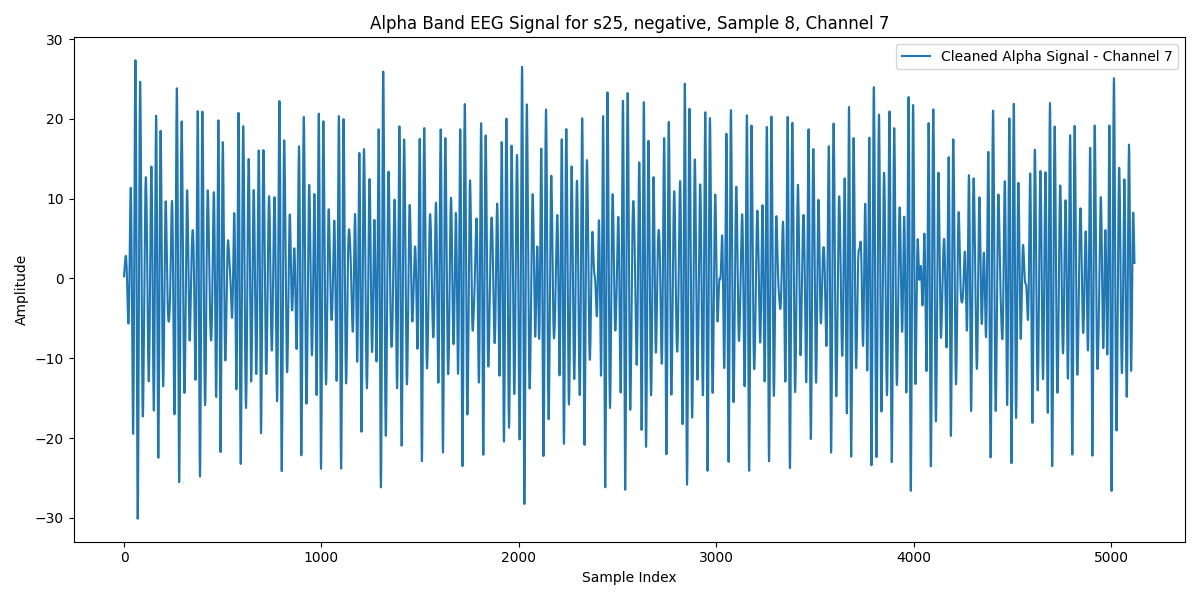 Alpha Band EEG Signal for s25, negative, Sample 8, Channel 7
Cleaned Alpha Signal - Channel 7
30
20
10
0
−10
−20
−30
Amplitude
0 1000 2000 3000 4000 5000
Sample Index